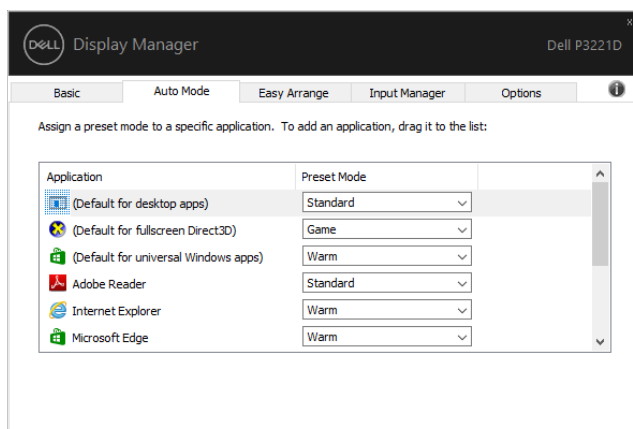 x
DELL Display Manager Dell P3221D
Basic Auto Mode Easy Arrange Input Manager Options i
Assign a preset mode to a specific application. To add an application, drag it to the list:
Application Preset Mode
(Default for desktop apps) Standard
(Default for fullscreen Direct3D) Game
(Default for universal Windows apps) Warm
Adobe Reader Standard
Internet Explorer Warm
Microsoft Edge Warm